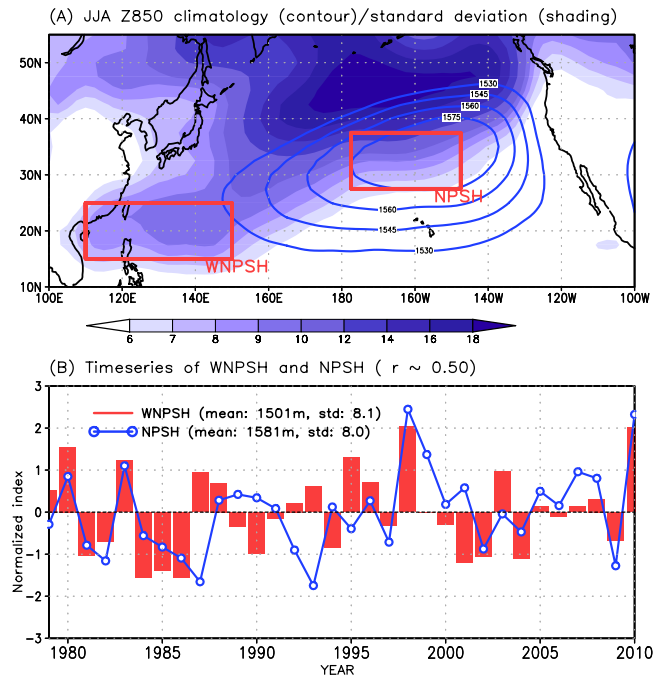 (A) JJA Z850 climatology (contour)/standard deviation (shading)
50N
40N
30N
20N
10N
1530
1545
1560
1575
NPSH
1560
1545
1530
WNPSH
100E 120E 140E 160E 180 160W 140W 120W 100W
6 7 8 9 10 12 14 16 18
(B) Timeseries of WNPSH and NPSH ( r ~ 0.50)
3
2
1
0
−1
−2
−3
WNPSH (mean: 1501m, std: 8.1)
NPSH (mean: 1581m, std: 8.0)
Normalized index
1980 1985 1990 1995 2000 2005 2010
YEAR